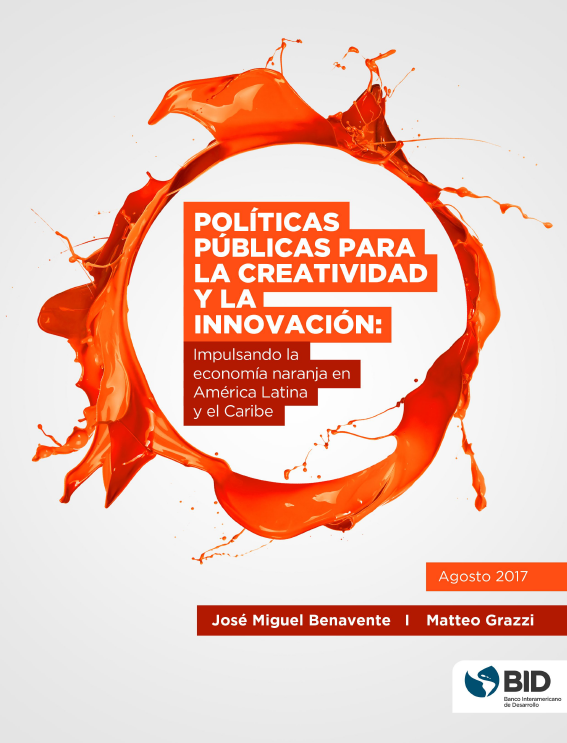 POLÍTICAS
PÚBLICAS PARA
LA CREATIVIDAD
Y LA
INNOVACIÓN:
Impulsando la
economía naranja en
América Latina
y el Caribe
Agosto 2017
José Miguel Benavente I Matteo Grazzi
BID
Banco Interamericano
de Desarrollo